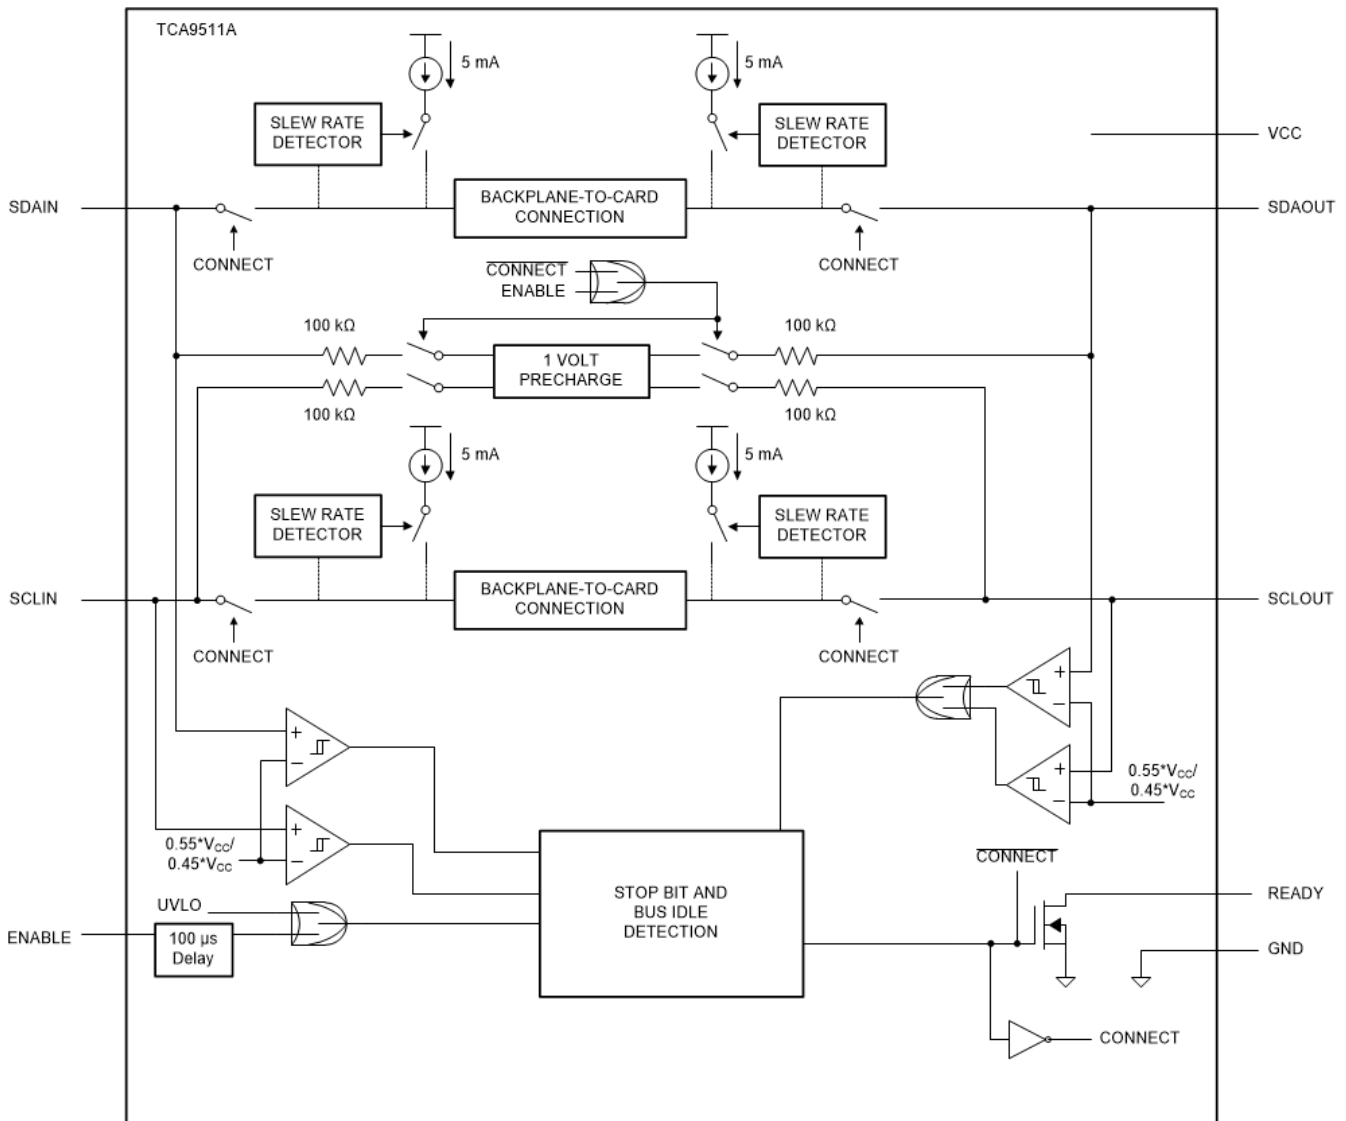 TCA9511A
5 mA
5 mA
SLEW RATE
DETECTOR
SLEW RATE
DETECTOR
VCC
SDAIN
BACKPLANE-TO-CARD
CONNECTION
SDAOUT
CONNECT
CONNECT
CONNECT
ENABLE
100 kΩ
100 kΩ
1 VOLT
PRECHARGE
100 kΩ
100 kΩ
5 mA
5 mA
SLEW RATE
DETECTOR
SLEW RATE
DETECTOR
SCLIN
BACKPLANE-TO-CARD
CONNECTION
SCLOUT
CONNECT
CONNECT
+
−
+
−
+
−
0.55*VCC/
0.45*VCC
+
−
0.55*VCC/
0.45*VCC
STOP BIT AND
BUS IDLE
DETECTION
CONNECT
READY
UVLO
ENABLE
100 µs
Delay
GND
CONNECT